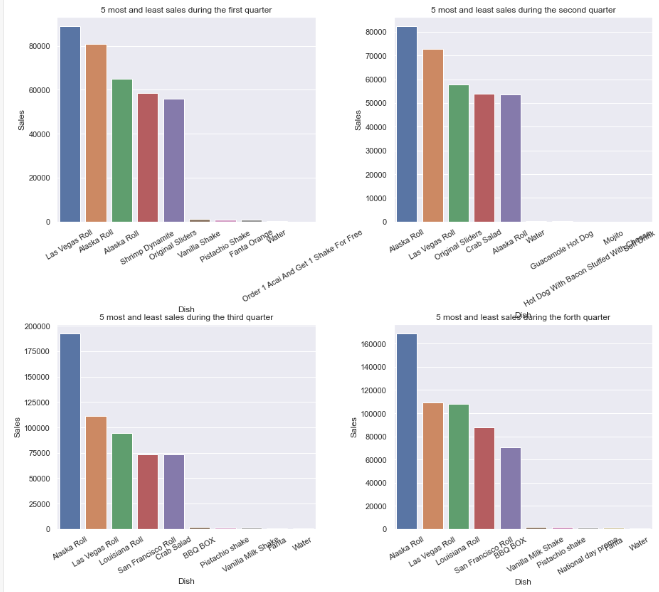 5 most and least sales during the first quarter
Sales
80000
60000
40000
20000
0
Las Vegas Roll
Alaska Roll
Alaska Roll
Shrimp Dynamite
Original Sliders
Vanilla Shake
Pistachio Shake
Fanta Orange
Water
Order 1 Acai And Get 1 Shake For Free
Dish
5 most and least sales during the second quarter
Sales
80000
70000
60000
50000
40000
30000
20000
10000
0
Alaska Roll
Las Vegas Roll
Original Sliders
Crab Salad
Alaska Roll
Water
Guacamole Hot Dog
Hot Dog With Bacon Stuffed With Cheese
Mojito
Soft Drink
Dish
5 most and least sales during the third quarter
Sales
200000
175000
150000
125000
100000
75000
50000
25000
0
Alaska Roll
Las Vegas Roll
Louisiana Roll
San Francisco Roll
Crab Salad
BBQ BOX
Pistachio shake
Vanilla Milk Shake
Fanta
Water
Dish
5 most and least sales during the forth quarter
Sales
160000
140000
120000
100000
80000
60000
40000
20000
0
Alaska Roll
Las Vegas Roll
Louisiana Roll
San Francisco Roll
BBQ BOX
Vanilla Milk Shake
Pistachio shake
National day promo
Fanta
Water
Dish